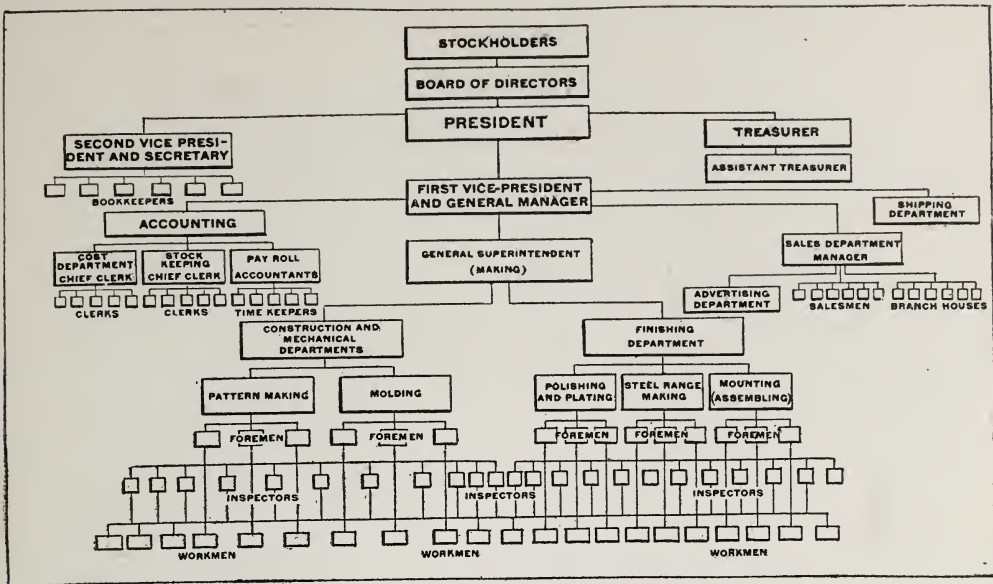 STOCKHOLDERS
BOARD OF DIRECTORS
PRESIDENT
SECOND VICE PRESI-
DENT AND SECRETARY
TREASURER
ASSISTANT TREASURER
BOOKKEEPERS
FIRST VICE-PRESIDENT
AND GENERAL MANAGER
SHIPPING
DEPARTMENT
ACCOUNTING
COST
DEPARTMENT
CHIEF CLERK
STOCK
KEEPING
CHIEF CLERK
PAY ROLL
ACCOUNTANTS
GENERAL SUPERINTENDENT
(MAKING)
SALES DEPARTMENT
MANAGER
CLERKS
CLERKS
TIME KEEPERS
ADVERTISING
DEPARTMENT
SALESMEN
BRANCH HOUSES
CONSTRUCTION AND
MECHANICAL
DEPARTMENTS
FINISHING
DEPARTMENT
PATTERN MAKING
MOLDING
POLISHING
AND PLATING
STEEL RANGE
MAKING
MOUNTING
(ASSEMBLING)
FOREMEN
FOREMEN
FOREMEN
FOREMEN
FOREMEN
INSPECTORS
INSPECTORS
INSPECTORS
WORKMEN
WORKMEN
WORKMEN